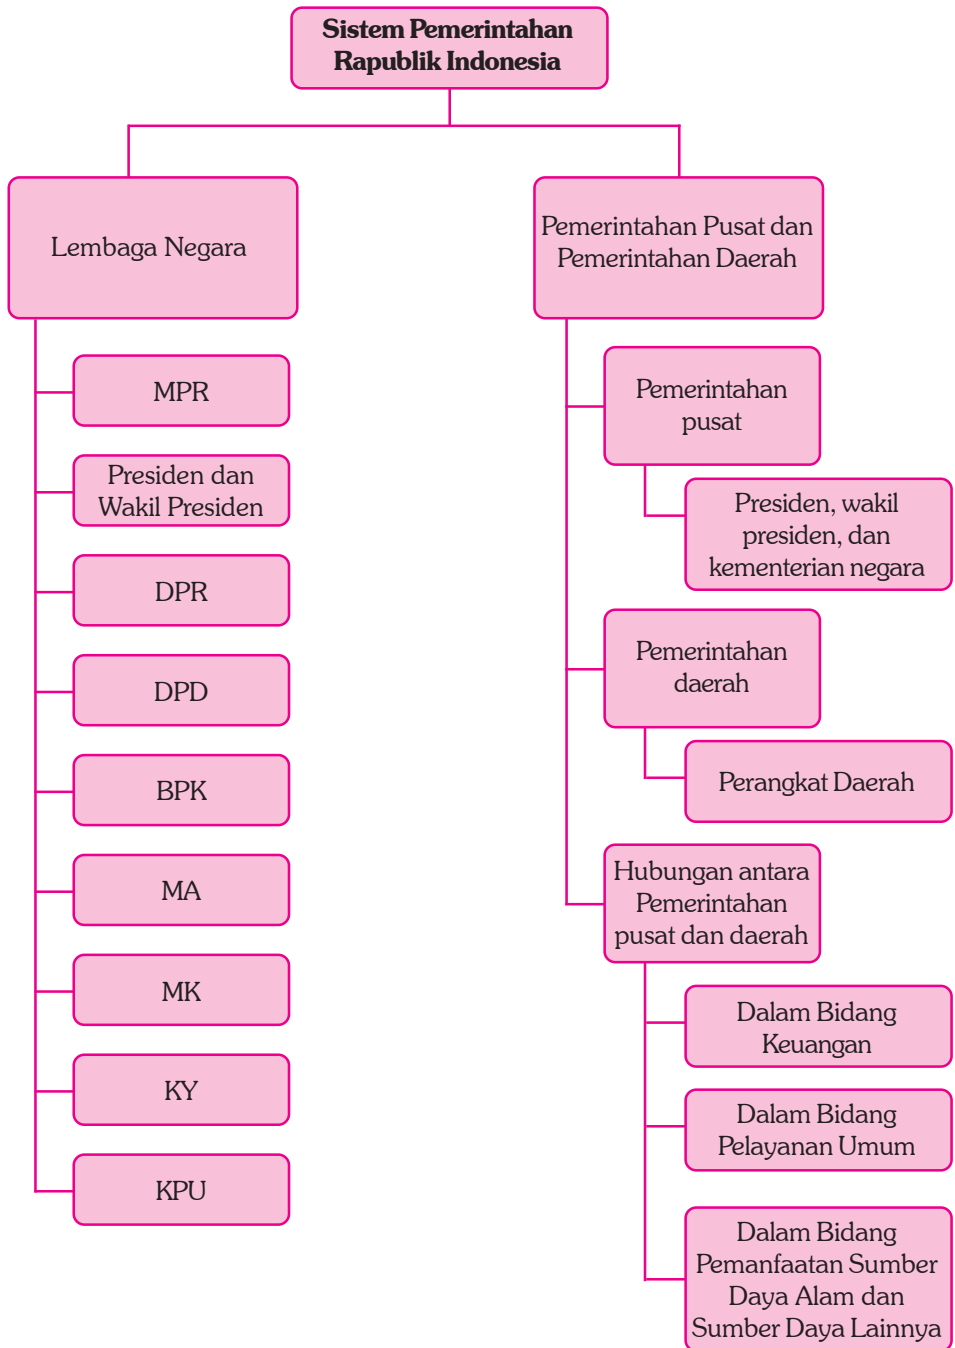 Sistem Pemerintahan
Rapublik Indonesia
Lembaga Negara
MPR
Presiden dan
Wakil Presiden
DPR
DPD
BPK
MA
MK
KY
KPU
Pemerintahan Pusat dan
Pemerintahan Daerah
Pemerintahan
pusat
Presiden, wakil
presiden, dan
kementerian negara
Pemerintahan
daerah
Perangkat Daerah
Hubungan antara
Pemerintahan
pusat dan daerah
Dalam Bidang
Keuangan
Dalam Bidang
Pelayanan Umum
Dalam Bidang
Pemanfaatan Sumber
Daya Alam dan
Sumber Daya Lainnya